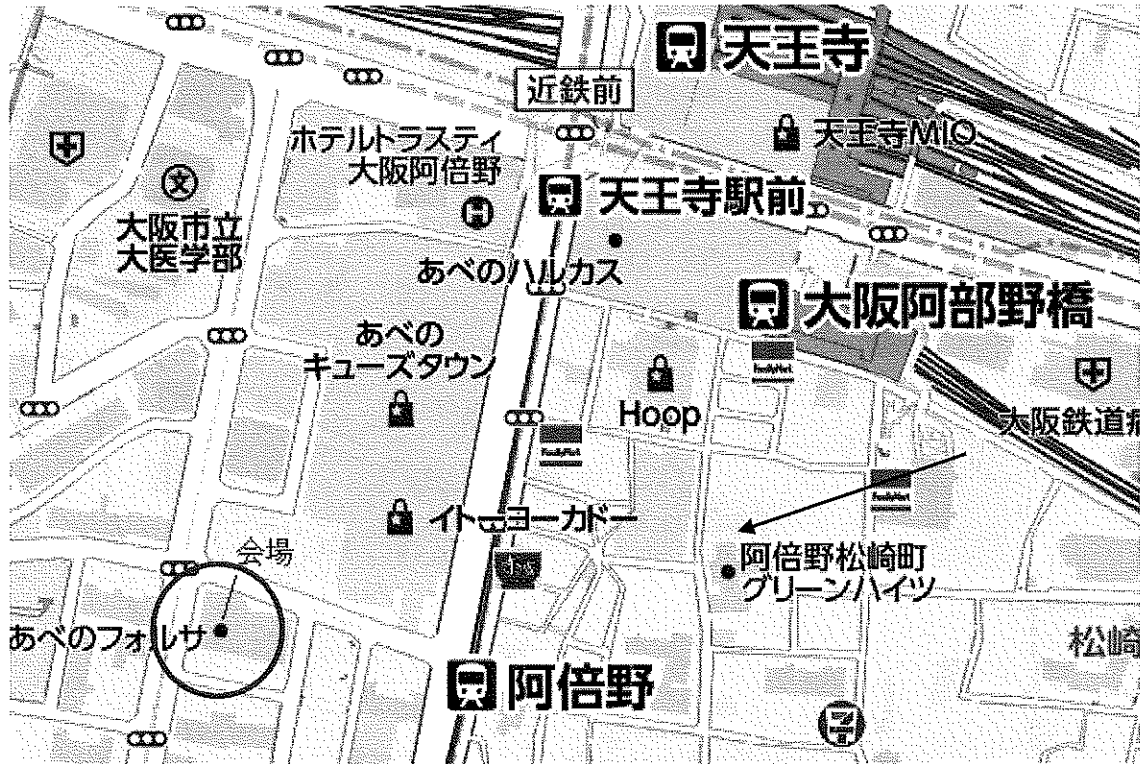 天王寺
近鉄前
天王寺MIO
ホテルトラスティ
大阪阿倍野
天王寺駅前
文
大阪市立
大医学部
H
あべのハルカス
大阪阿部野橋
あべの
キューズタウン
FamilyMart
Hoop
大阪鉄道病
FamilyMart
FamilyMart
イトーヨーカドー
会場
阿倍野松崎町
グリーンハイツ
あべのフォルサ
松崎
阿倍野